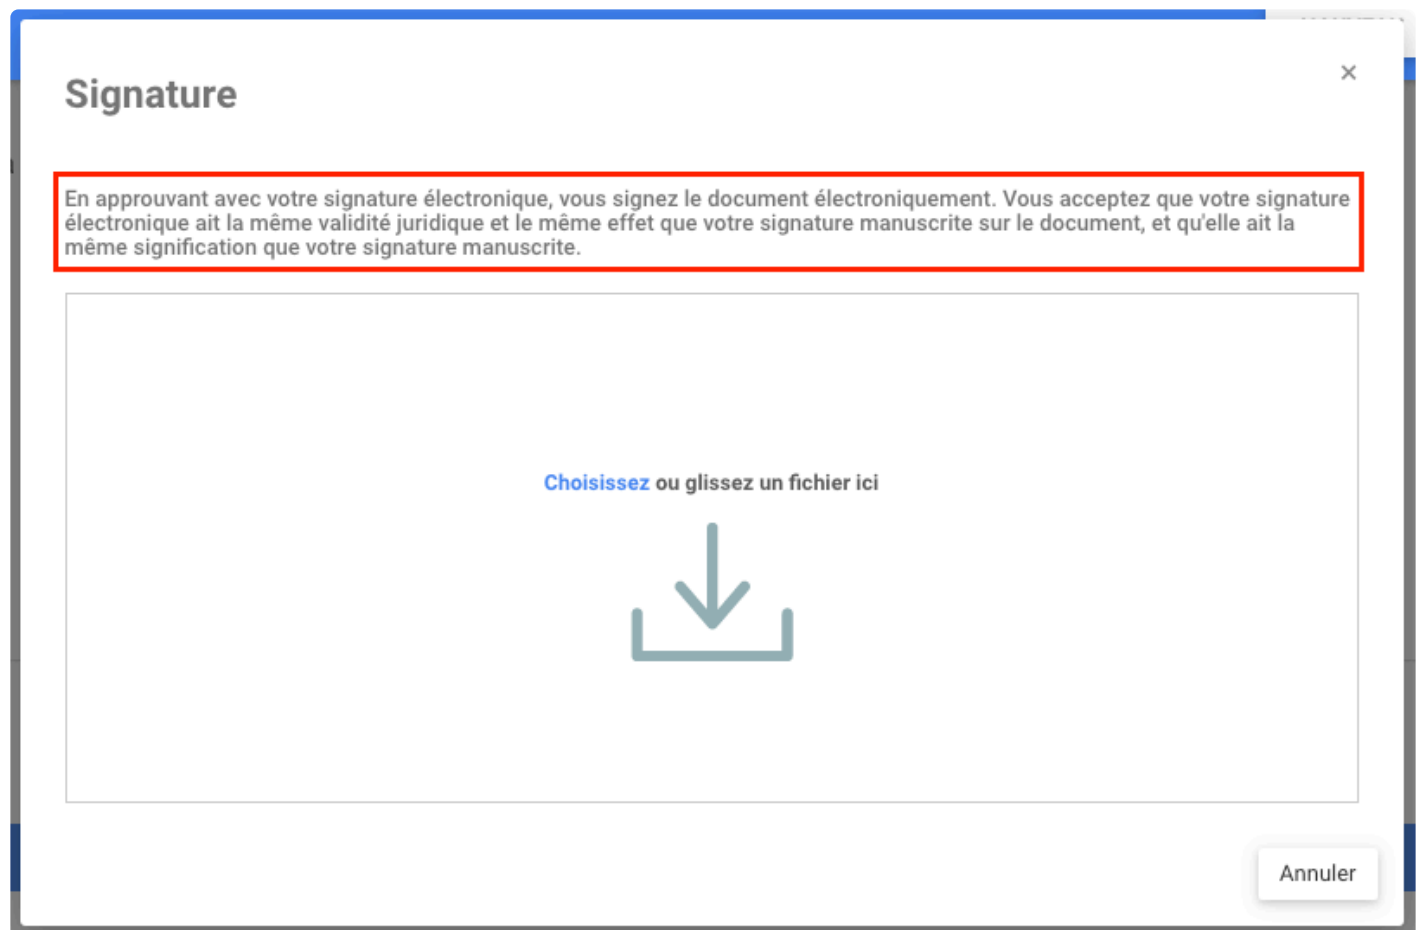 Signature
×
En approuvant avec votre signature électronique, vous signez le document électroniquement. Vous acceptez que votre signature
électronique ait la même validité juridique et le même effet que votre signature manuscrite sur le document, et qu'elle ait la
même signification que votre signature manuscrite.
Choisissez ou glissez un fichier ici
Annuler